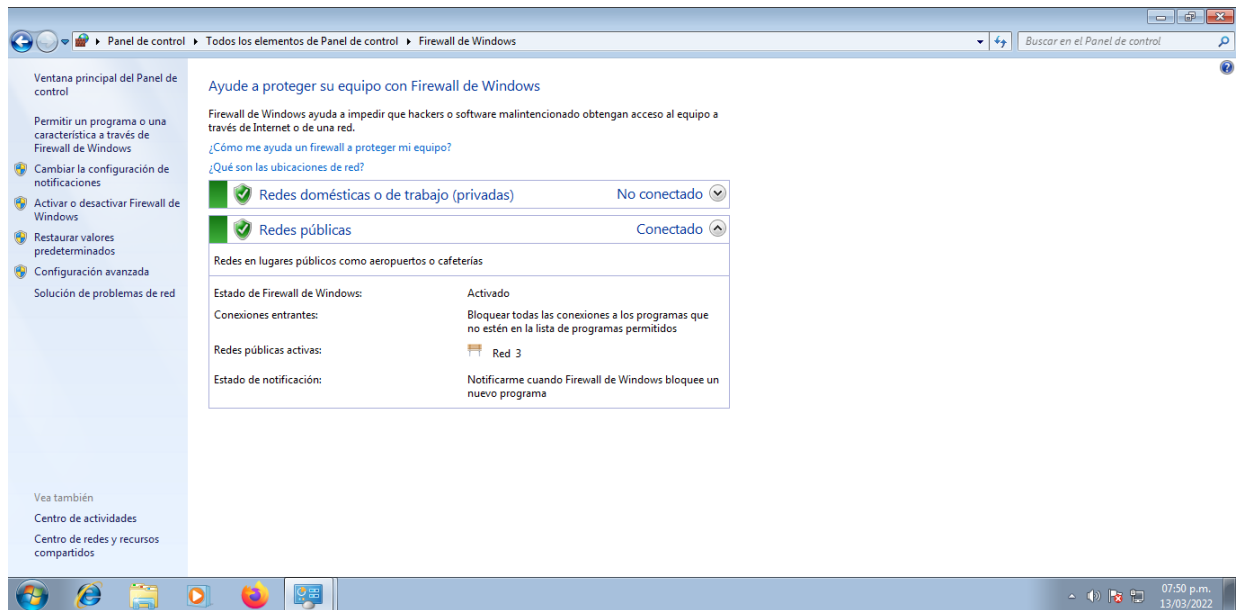 Panel de control ▸ Todos los elementos de Panel de control ▸ Firewall de Windows
Buscar en el Panel de control
Ventana principal del Panel de
control
Permitir un programa o una
característica a través de
Firewall de Windows
Cambiar la configuración de
notificaciones
Activar o desactivar Firewall de
Windows
Restaurar valores
predeterminados
Configuración avanzada
Solución de problemas de red
Vea también
Centro de actividades
Centro de redes y recursos
compartidos
Ayude a proteger su equipo con Firewall de Windows
Firewall de Windows ayuda a impedir que hackers o software malintencionado obtengan acceso al equipo a
través de Internet o de una red.
¿Cómo me ayuda un firewall a proteger mi equipo?
¿Qué son las ubicaciones de red?
Redes domésticas o de trabajo (privadas) No conectado
Redes públicas Conectado
Redes en lugares públicos como aeropuertos o cafeterías
Estado de Firewall de Windows: Activado
Conexiones entrantes: Bloquear todas las conexiones a los programas que
no estén en la lista de programas permitidos
Redes públicas activas: Red 3
Estado de notificación: Notificarme cuando Firewall de Windows bloquee un
nuevo programa
07:50 p.m.
13/03/2022